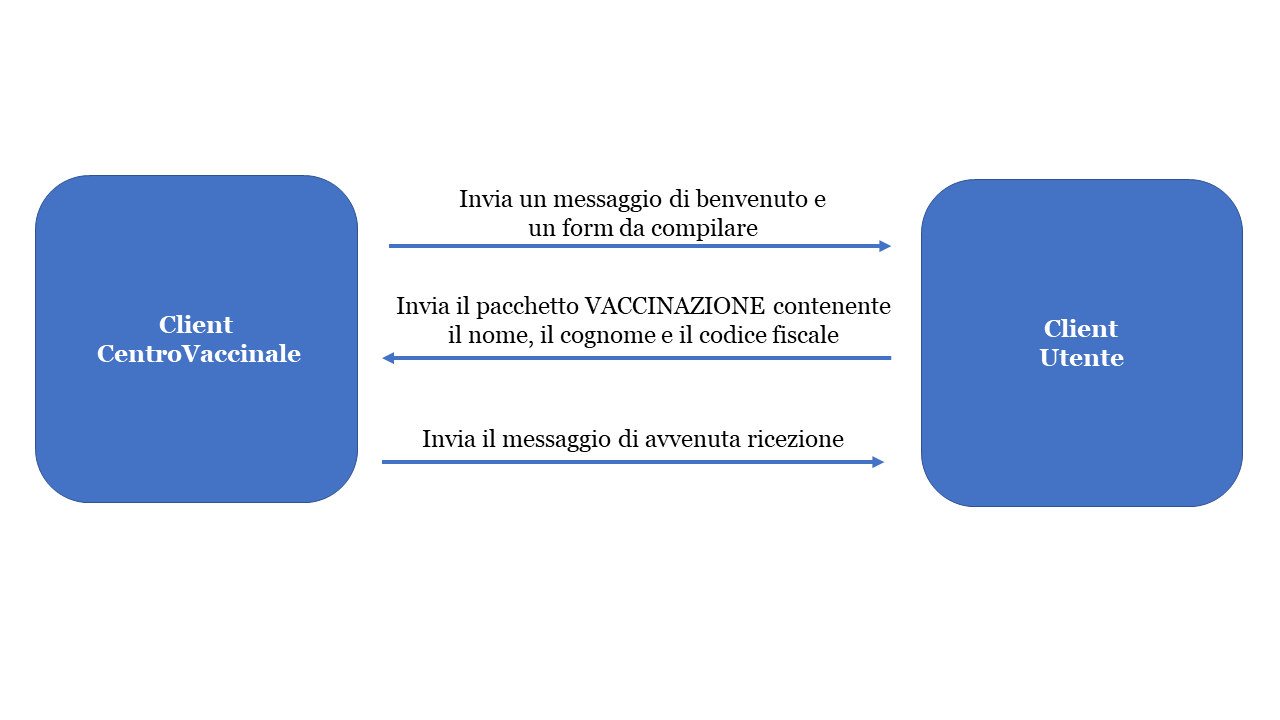 Invia un messaggio di benvenuto e
un form da compilare
Invia il pacchetto VACCINAZIONE contenente
il nome, il cognome e il codice fiscale
Client
CentroVaccinale
Client
Utente
Invia il messaggio di avvenuta ricezione